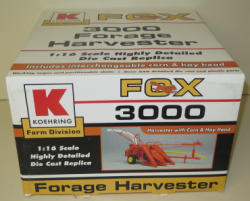 FOX
3000
Forage
Harvester
1:16 Scale Highly Detailed
Die Cast Replica
Includes interchangeable corn & hay head
K
KOEHRING
Farm Division
FOX
3000
Harvester with Corn & Hay Head
1:16 Scale
Highly Detailed
Die Cast Replica
Forage Harvester